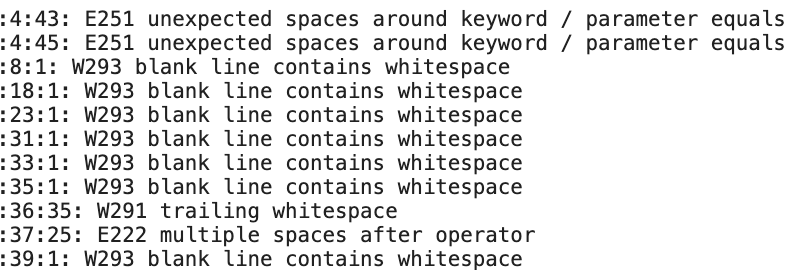 :4:43: E251 unexpected spaces around keyword / parameter equals
:4:45: E251 unexpected spaces around keyword / parameter equals
:8:1: W293 blank line contains whitespace
:18:1: W293 blank line contains whitespace
:23:1: W293 blank line contains whitespace
:31:1: W293 blank line contains whitespace
:33:1: W293 blank line contains whitespace
:35:1: W293 blank line contains whitespace
:36:35: W291 trailing whitespace
:37:25: E222 multiple spaces after operator
:39:1: W293 blank line contains whitespace